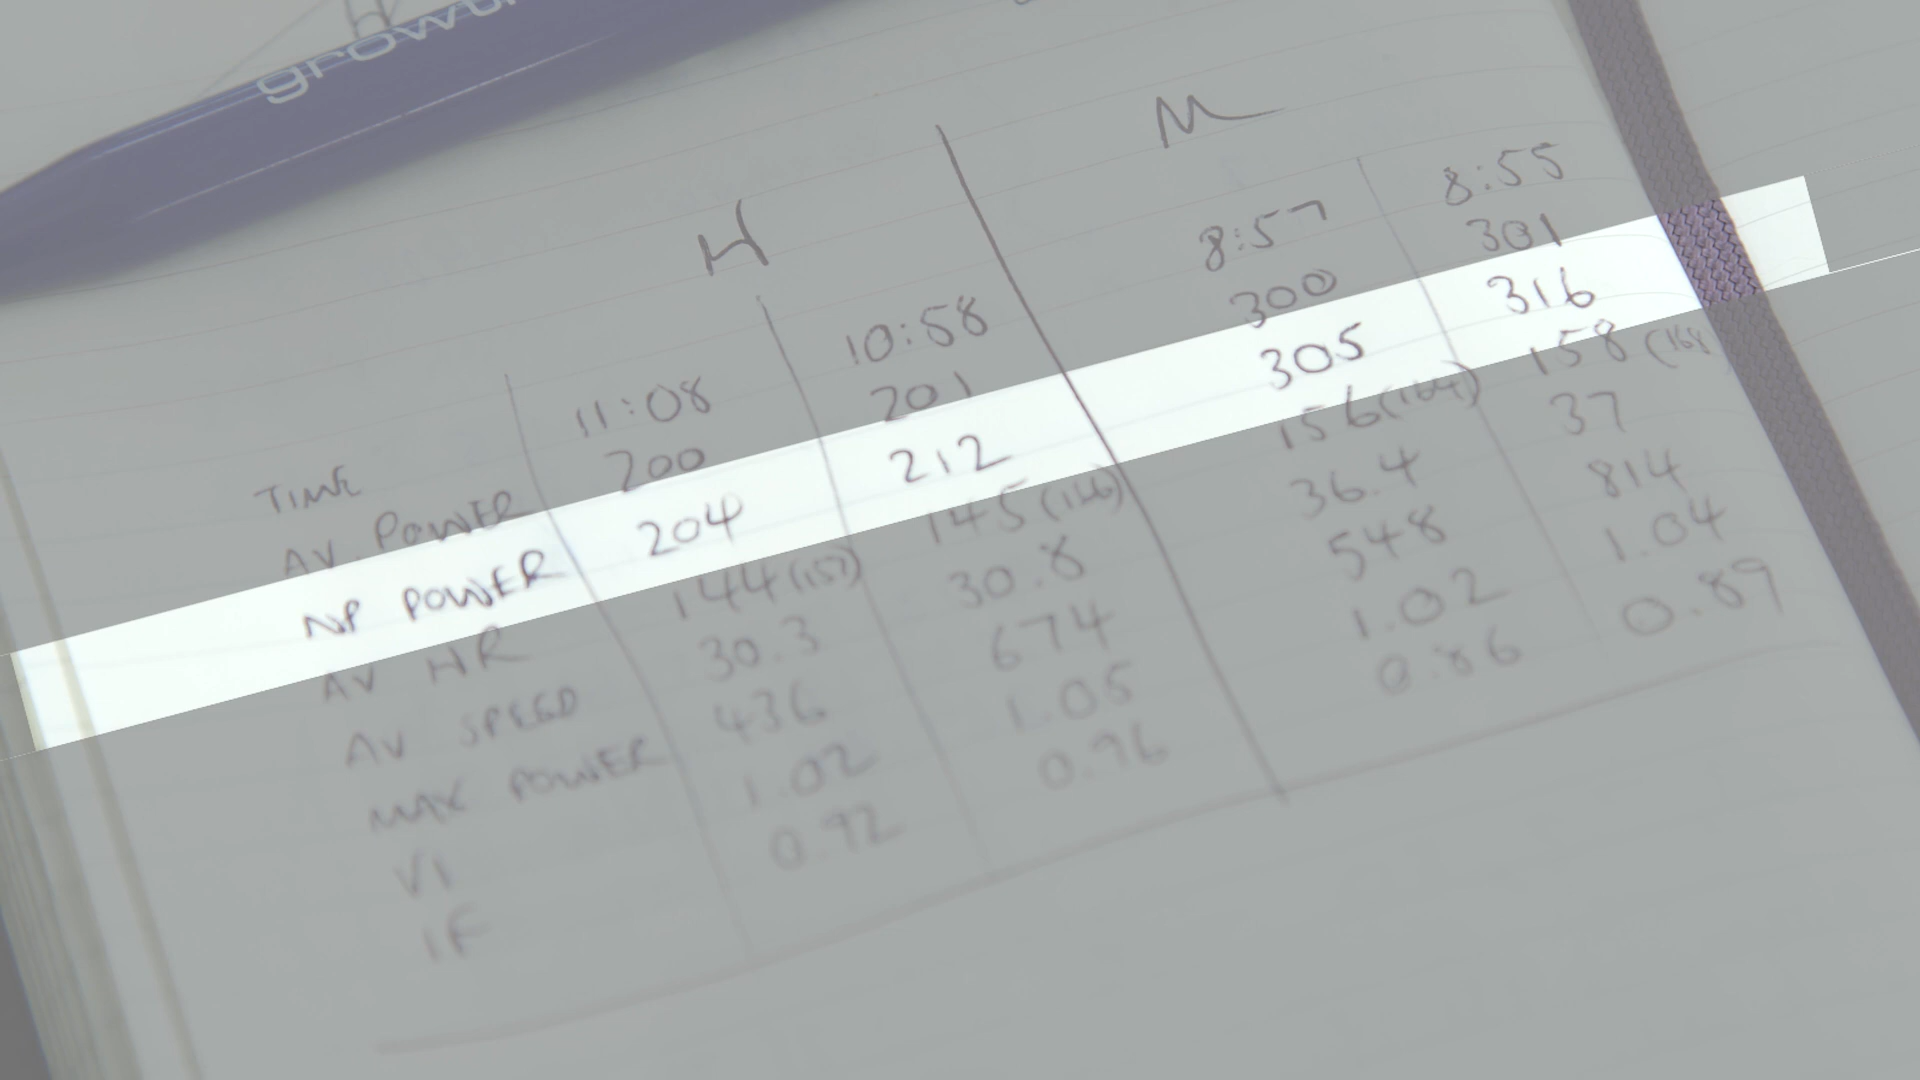 growu
H M
TIME 11:08 10:58 8:57 8:55
AV. POWER 200 201 300 301
NP POWER 204 212 305 316
AV HR 144(157) 145 156(164) 158
AV SPEED 30.3 30.8 36.4 37
MAX POWER 436 674 548 814
VI 1.02 1.05 1.02 1.04
IF 0.92 0.96 0.86 0.89